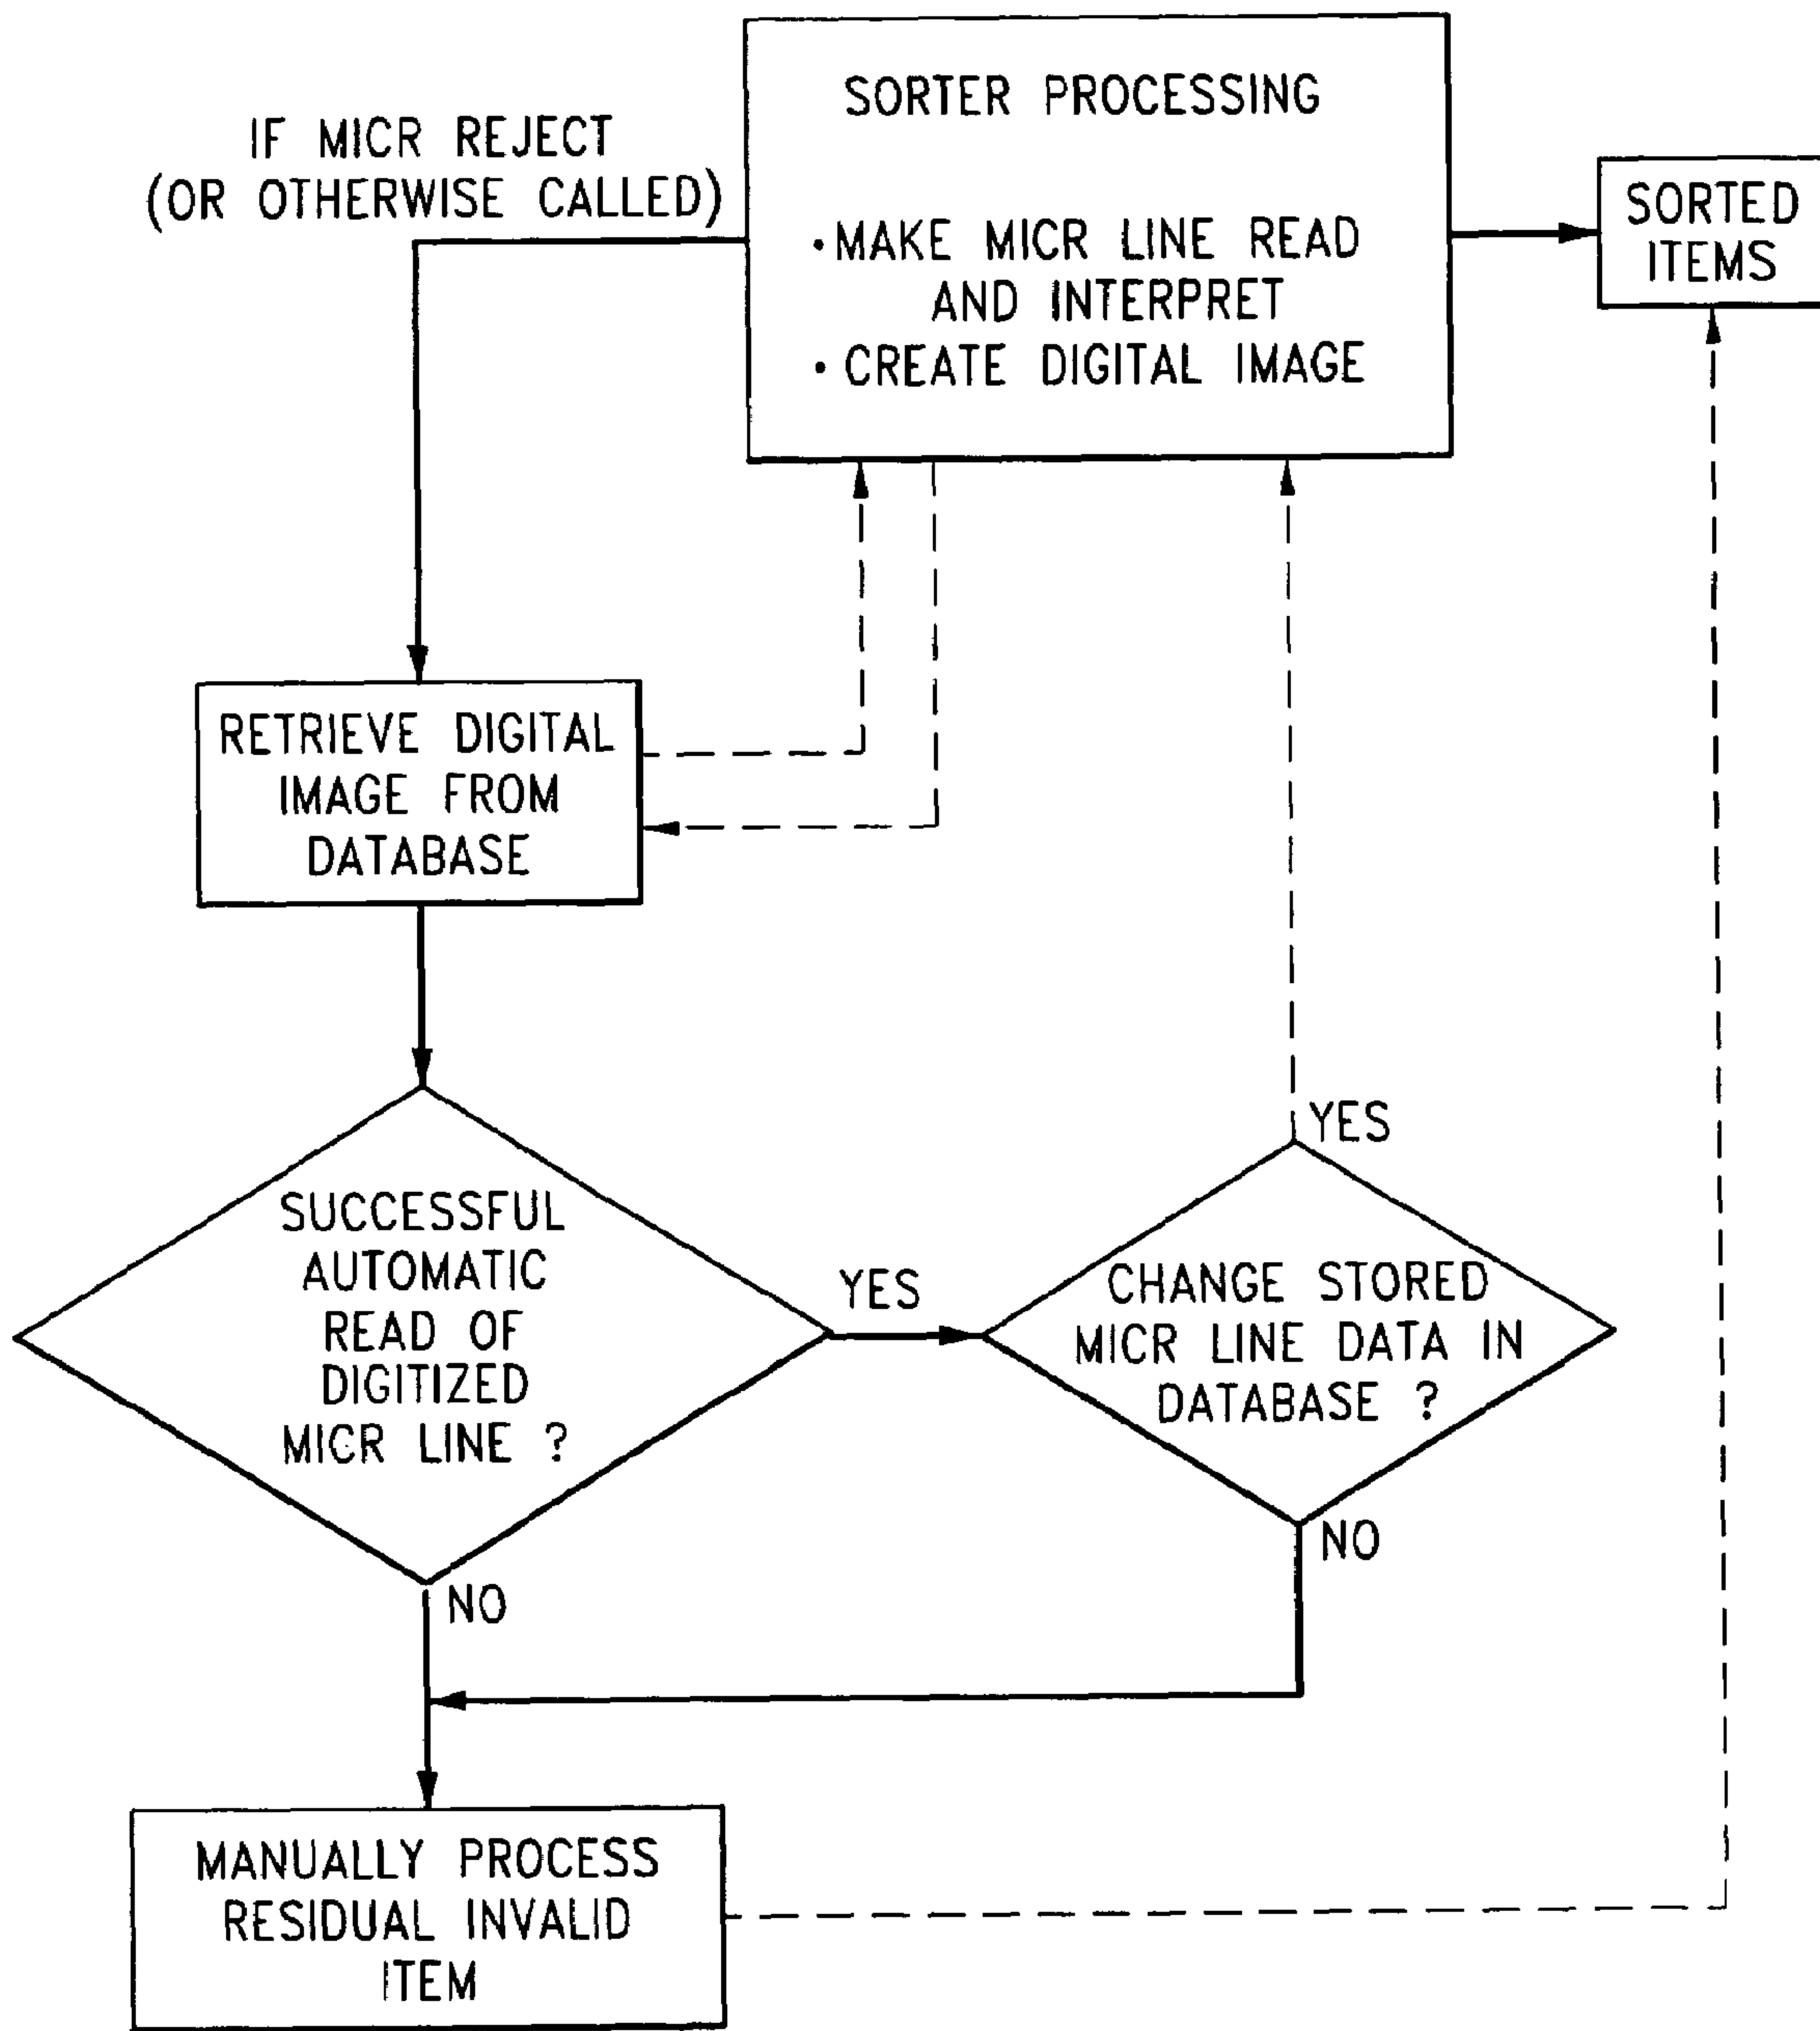 SORTER PROCESSING
• MAKE MICR LINE READ
AND INTERPRET
• CREATE DIGITAL IMAGE
IF MICR REJECT
(OR OTHERWISE CALLED)
SORTED
ITEMS
RETRIEVE DIGITAL
IMAGE FROM
DATABASE
SUCCESSFUL
AUTOMATIC
READ OF
DIGITIZED
MICR LINE ?
YES
NO
CHANGE STORED
MICR LINE DATA IN
DATABASE ?
YES
NO
MANUALLY PROCESS
RESIDUAL INVALID
ITEM